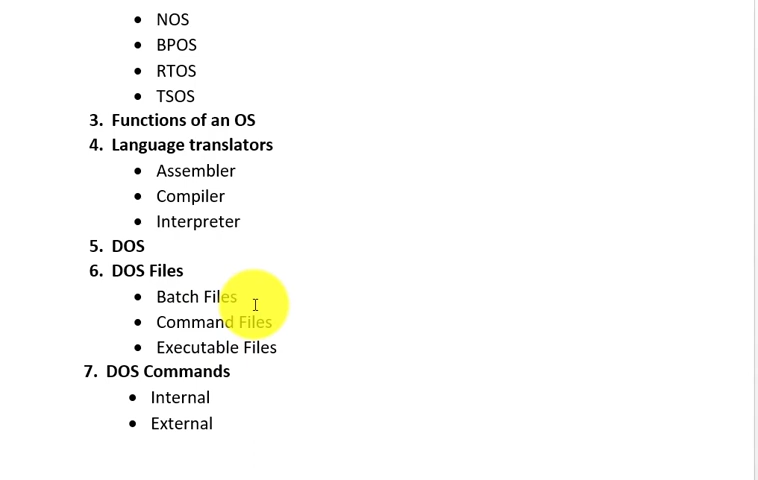 • NOS
• BPOS
• RTOS
• TSOS
3. Functions of an OS
4. Language translators
• Assembler
• Compiler
• Interpreter
5. DOS
6. DOS Files
• Batch Files
• Command Files
• Executable Files
7. DOS Commands
• Internal
• External